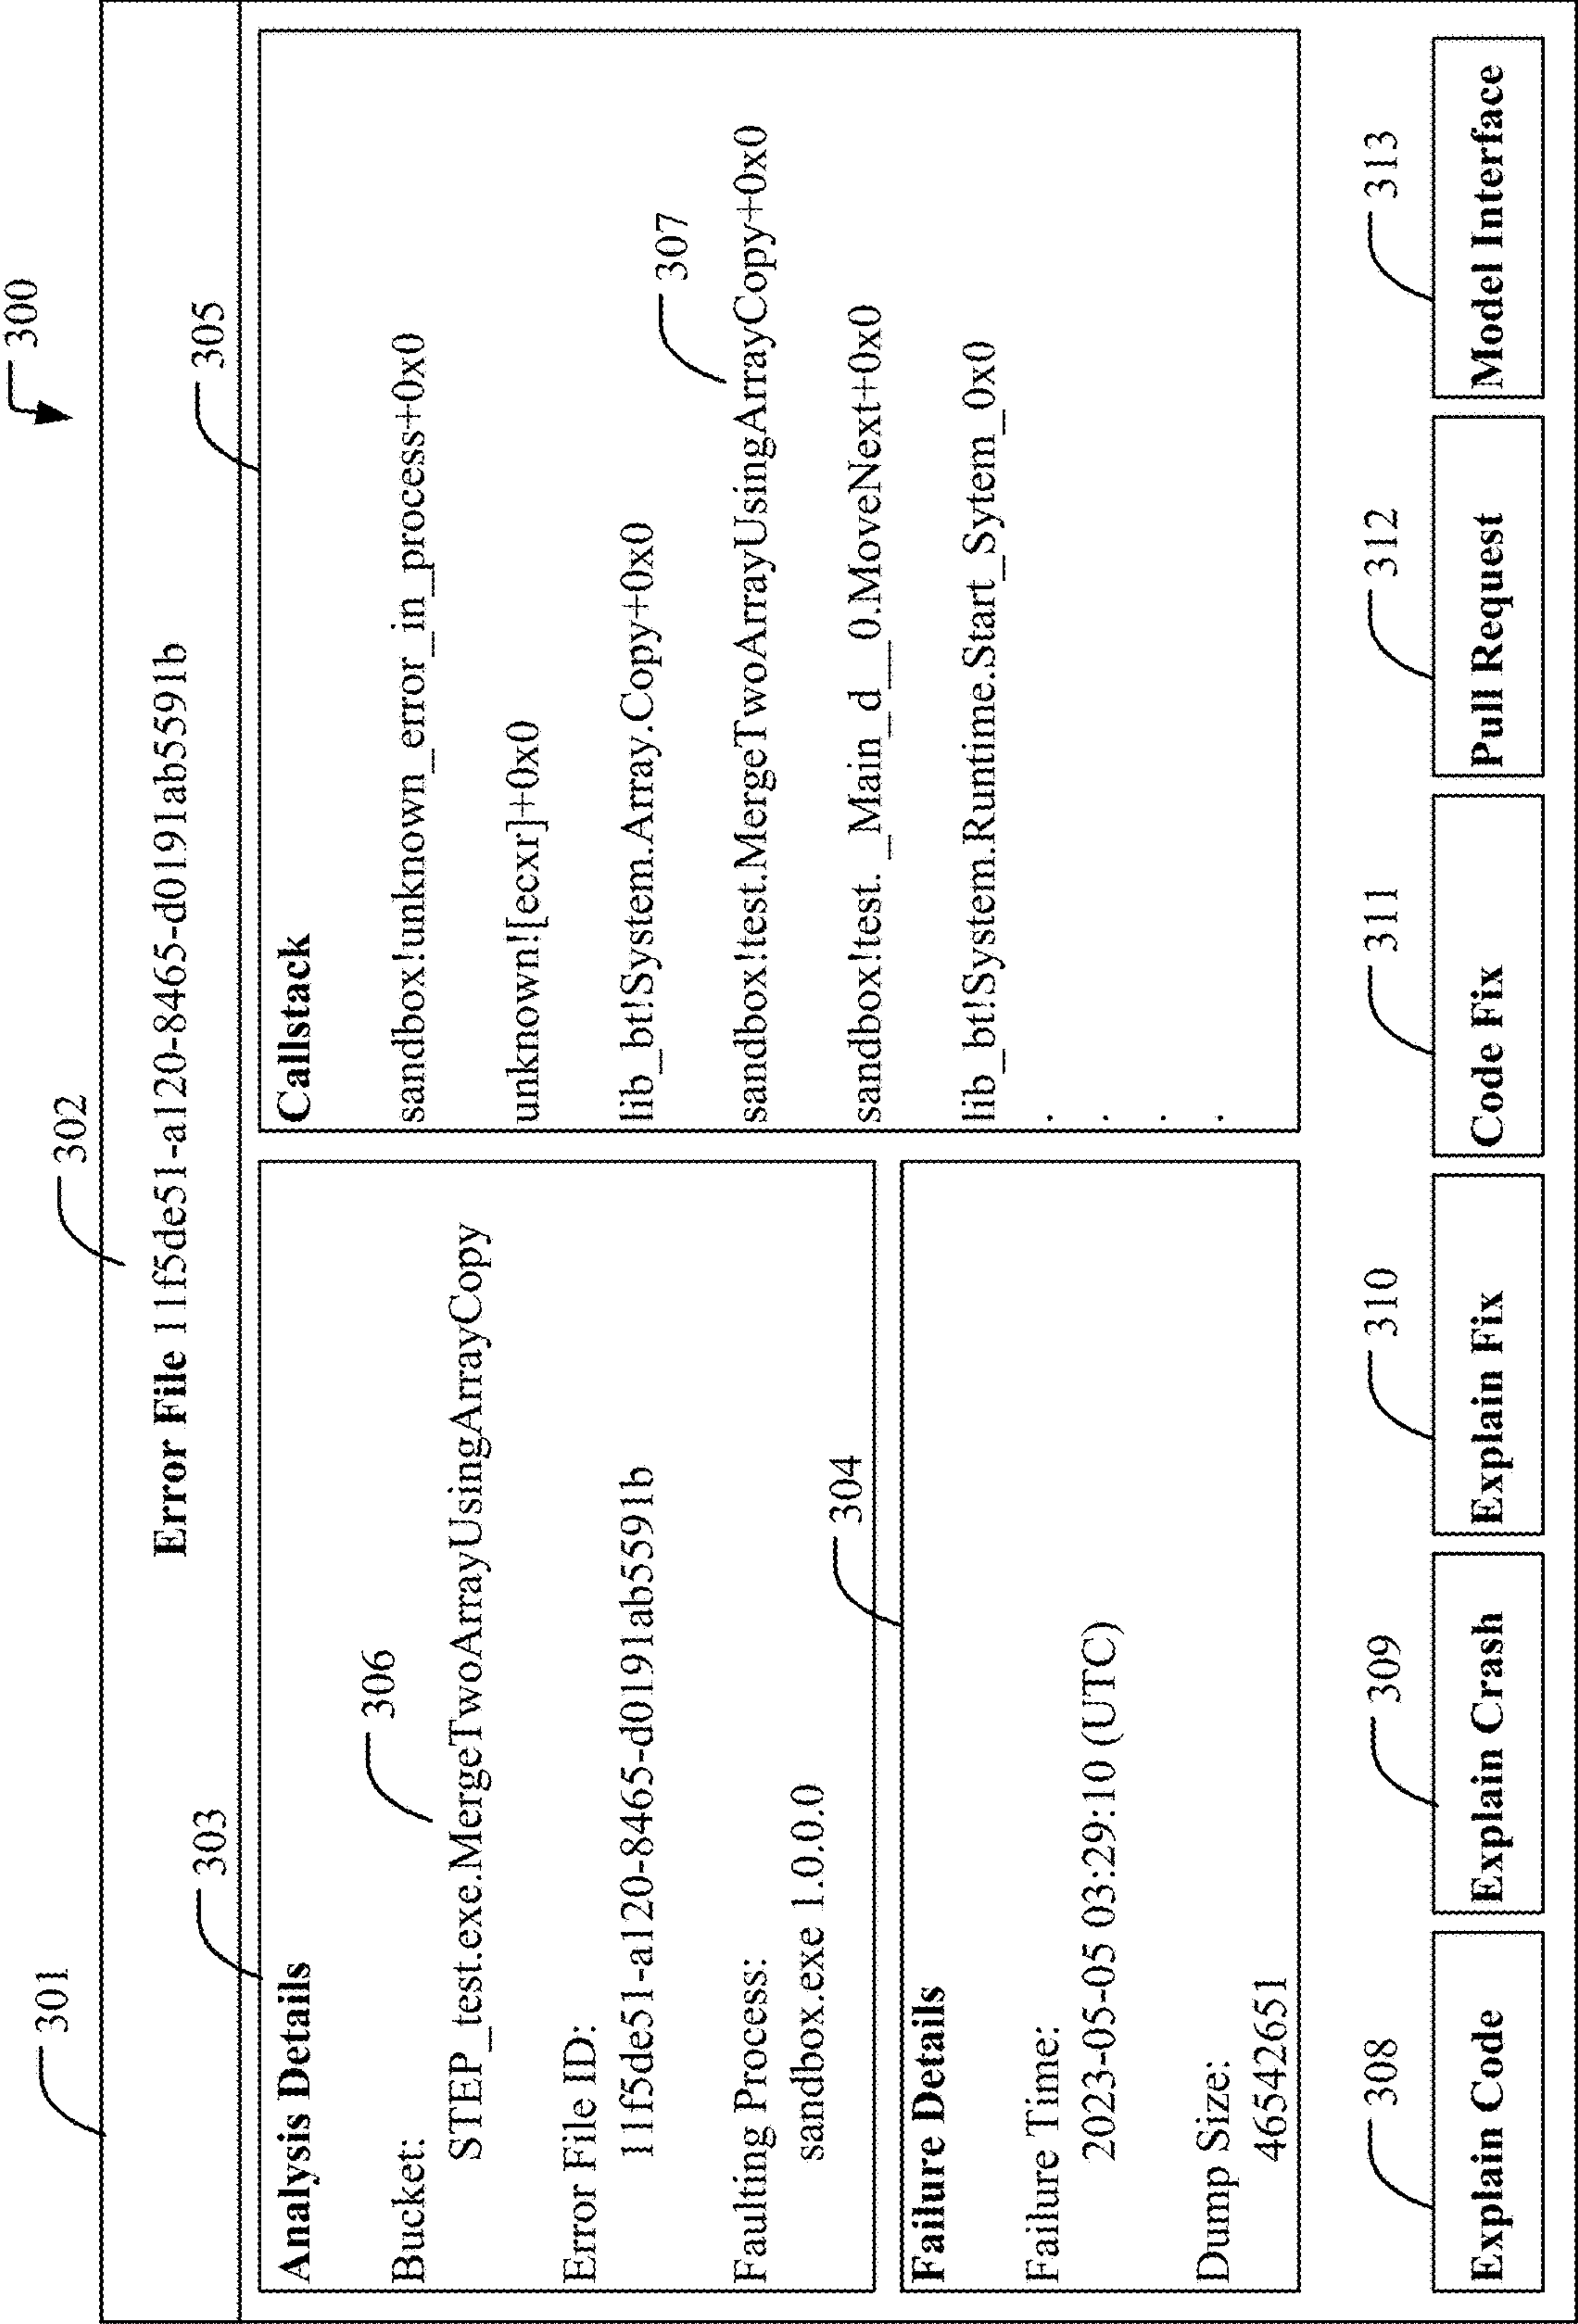 300
301
302
Error File 11f5de51-a120-8465-d0191ab5591b
303
Analysis Details
306
Bucket:
STEP_test.exe.MergeTwoArrayUsingArrayCopy
Error File ID:
11f5de51-a120-8465-d0191ab5591b
Faulting Process:
sandbox.exe 1.0.0.0
304
Failure Details
Failure Time:
2023-05-05 03:29:10 (UTC)
Dump Size:
46542651
305
Callstack
sandbox!unknown_error_in_process+0x0
unknown![ecxr]+0x0
lib_bt!System.Array.Copy+0x0
307
sandbox!test.MergeTwoArrayUsingArrayCopy+0x0
sandbox!test._Main_d__0.MoveNext+0x0
lib_bt!System.Runtime.Start_Sytem_0x0
.
.
.
.
308
Explain Code
309
Explain Crash
310
Explain Fix
311
Code Fix
312
Pull Request
313
Model Interface